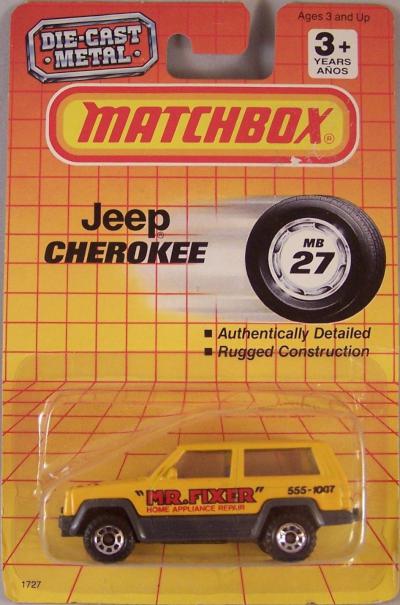 Ages 3 and Up
DIE-CAST
METAL
3+
YEARS
AÑOS
MATCHBOX®
Jeep®
CHEROKEE
MB
27
■ Authentically Detailed
■ Rugged Construction
"MR. FIXER"
HOME APPLIANCE REPAIR
555-1007
1727